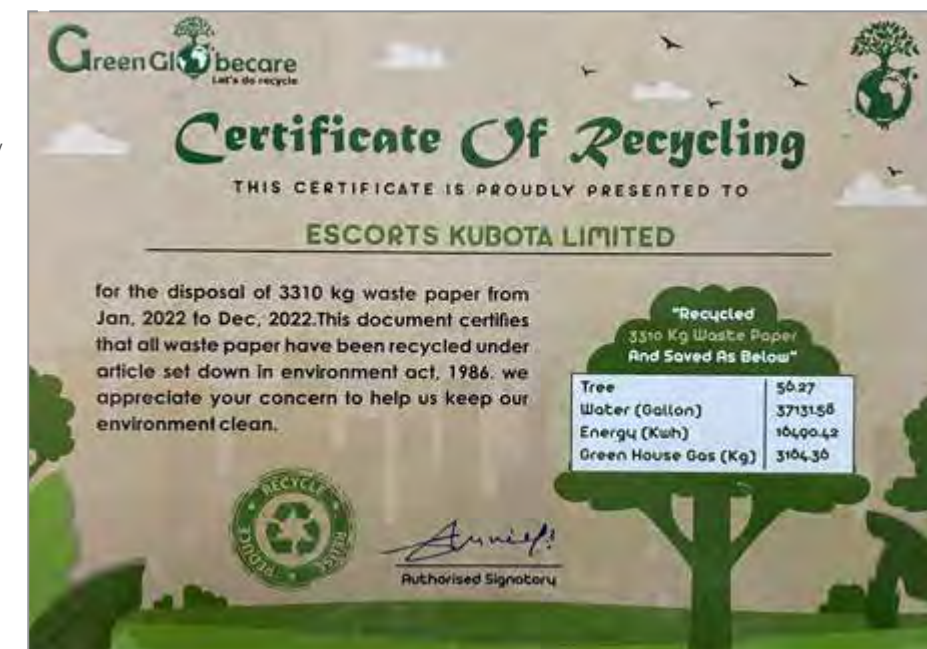 GreenGlobecare
Let's do recycle
Certificate Of Recycling
THIS CERTIFICATE IS PROUDLY PRESENTED TO
ESCORTS KUBOTA LIMITED
for the disposal of 3310 kg waste paper from
Jan, 2022 to Dec, 2022.This document certifies
that all waste paper have been recycled under
article set down in environment act, 1986. we
appreciate your concern to help us keep our
environment clean.
"Recycled
3310 Kg Waste Paper
And Saved As Below"
Tree 56.27
Water (Gallon) 37131.58
Energy (Kwh) 16490.42
Green House Gas (Kg) 3164.36
RECYCLE
REDUCE
REUSE
Authorised Signatory